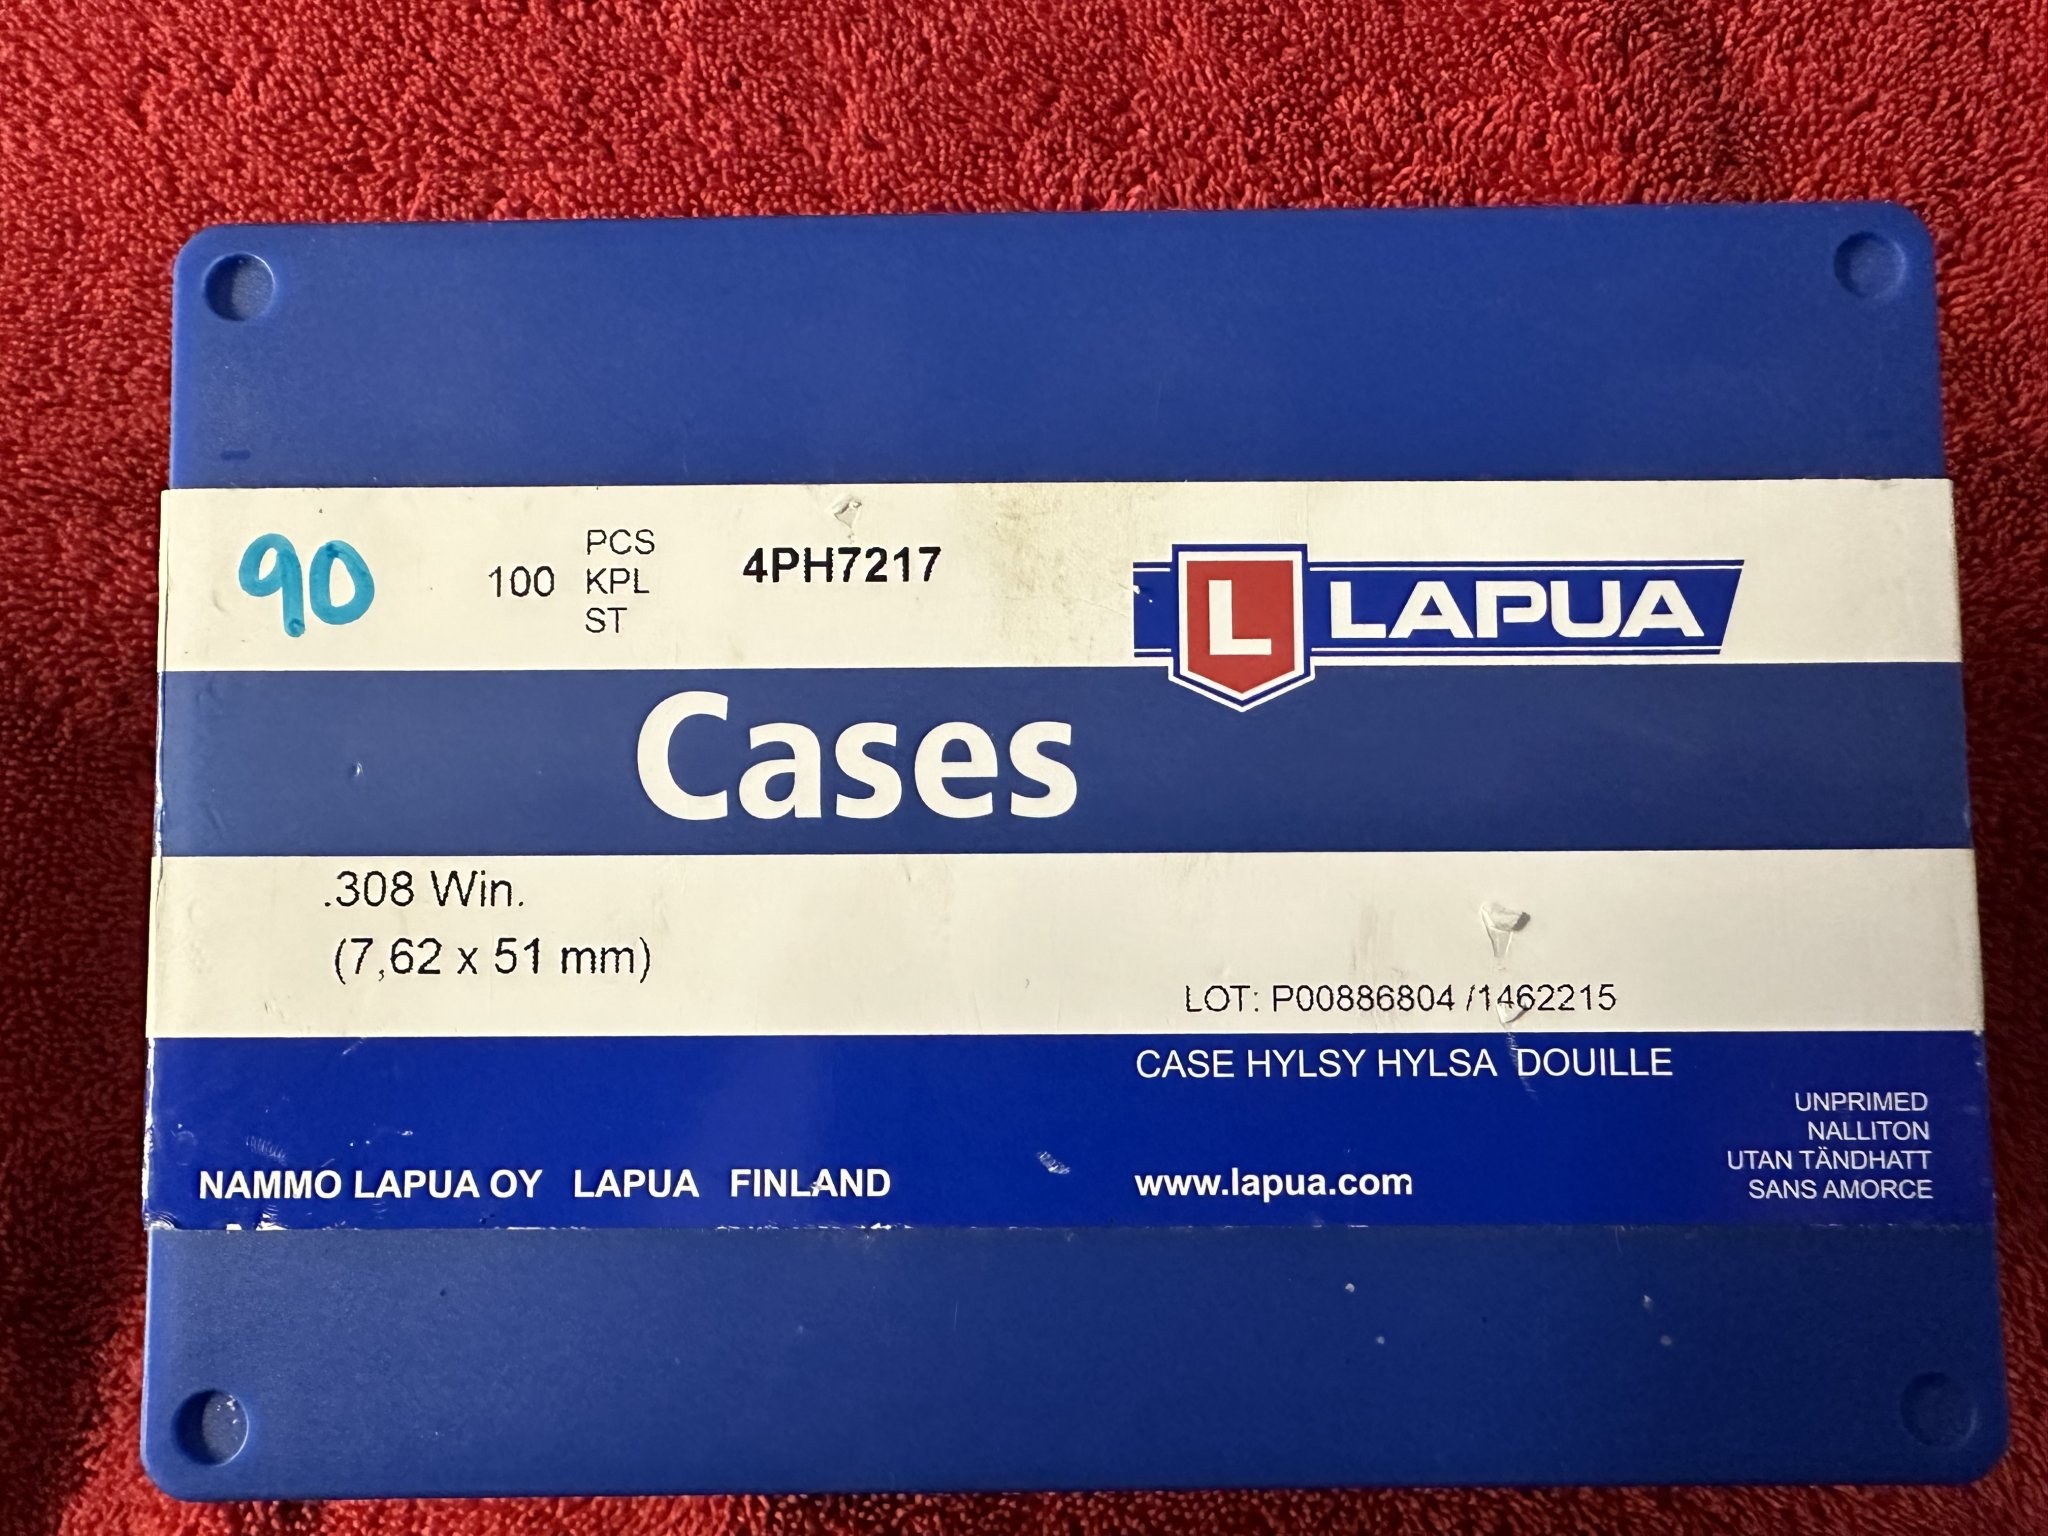 90
100
PCS
KPL
ST
4PH7217
L LAPUA
Cases
.308 Win.
(7,62 x 51 mm)
LOT: P00886804 /1462215
CASE HYLSY HYLSA DOUILLE
UNPRIMED
NALLITON
UTAN TÄNDHATT
SANS AMORCE
NAMMO LAPUA OY LAPUA FINLAND
www.lapua.com